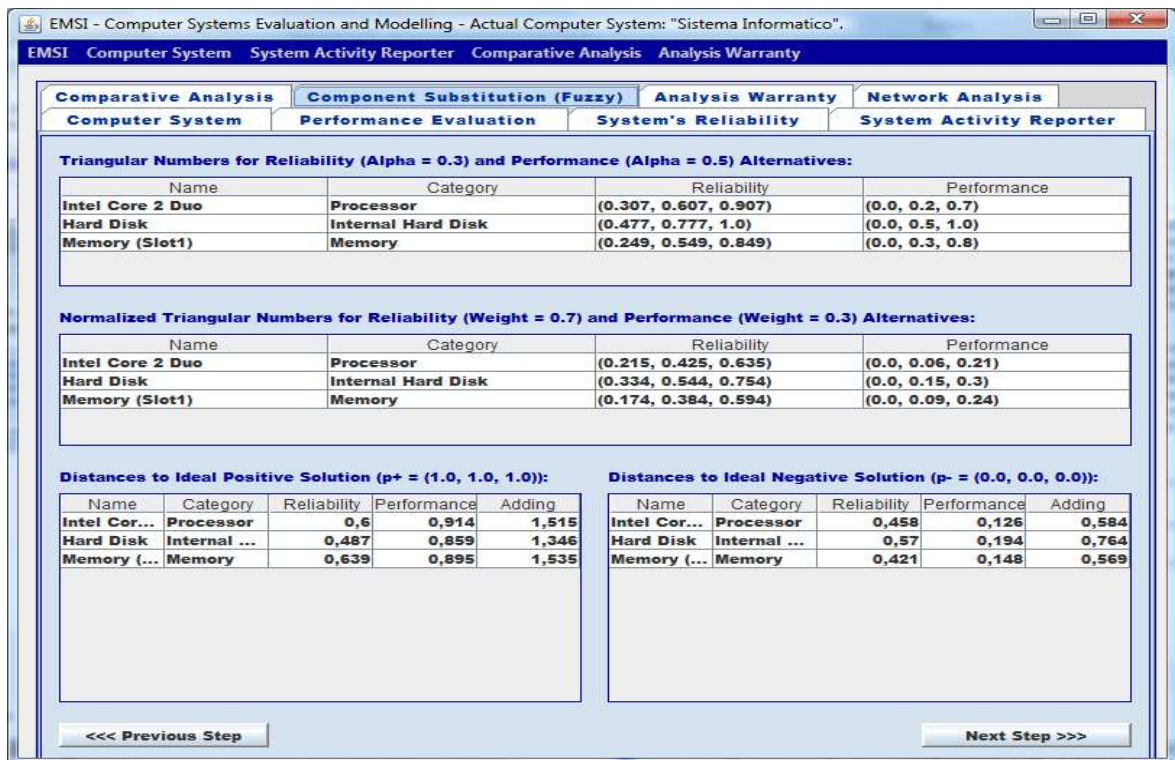 EMSI - Computer Systems Evaluation and Modelling - Actual Computer System: "Sistema Informatico".
EMSI Computer System System Activity Reporter Comparative Analysis Analysis Warranty
Comparative Analysis Component Substitution (Fuzzy) Analysis Warranty Network Analysis
Computer System Performance Evaluation System's Reliability System Activity Reporter
Triangular Numbers for Reliability (Alpha = 0.3) and Performance (Alpha = 0.5) Alternatives:
Name Category Reliability Performance
Intel Core 2 Duo Processor (0.307, 0.607, 0.907) (0.0, 0.2, 0.7)
Hard Disk Internal Hard Disk (0.477, 0.777, 1.0) (0.0, 0.5, 1.0)
Memory (Slot1) Memory (0.249, 0.549, 0.849) (0.0, 0.3, 0.8)
Normalized Triangular Numbers for Reliability (Weight = 0.7) and Performance (Weight = 0.3) Alternatives:
Name Category Reliability Performance
Intel Core 2 Duo Processor (0.215, 0.425, 0.635) (0.0, 0.06, 0.21)
Hard Disk Internal Hard Disk (0.334, 0.544, 0.754) (0.0, 0.15, 0.3)
Memory (Slot1) Memory (0.174, 0.384, 0.594) (0.0, 0.09, 0.24)
Distances to Ideal Positive Solution (p+ = (1.0, 1.0, 1.0)):
Name Category Reliability Performance Adding
Intel Cor... Processor 0,6 0,914 1,515
Hard Disk Internal ... 0,487 0,859 1,346
Memory (... Memory 0,639 0,895 1,535
Distances to Ideal Negative Solution (p- = (0.0, 0.0, 0.0)):
Name Category Reliability Performance Adding
Intel Cor... Processor 0,458 0,126 0,584
Hard Disk Internal ... 0,57 0,194 0,764
Memory (... Memory 0,421 0,148 0,569
<<< Previous Step
Next Step >>>